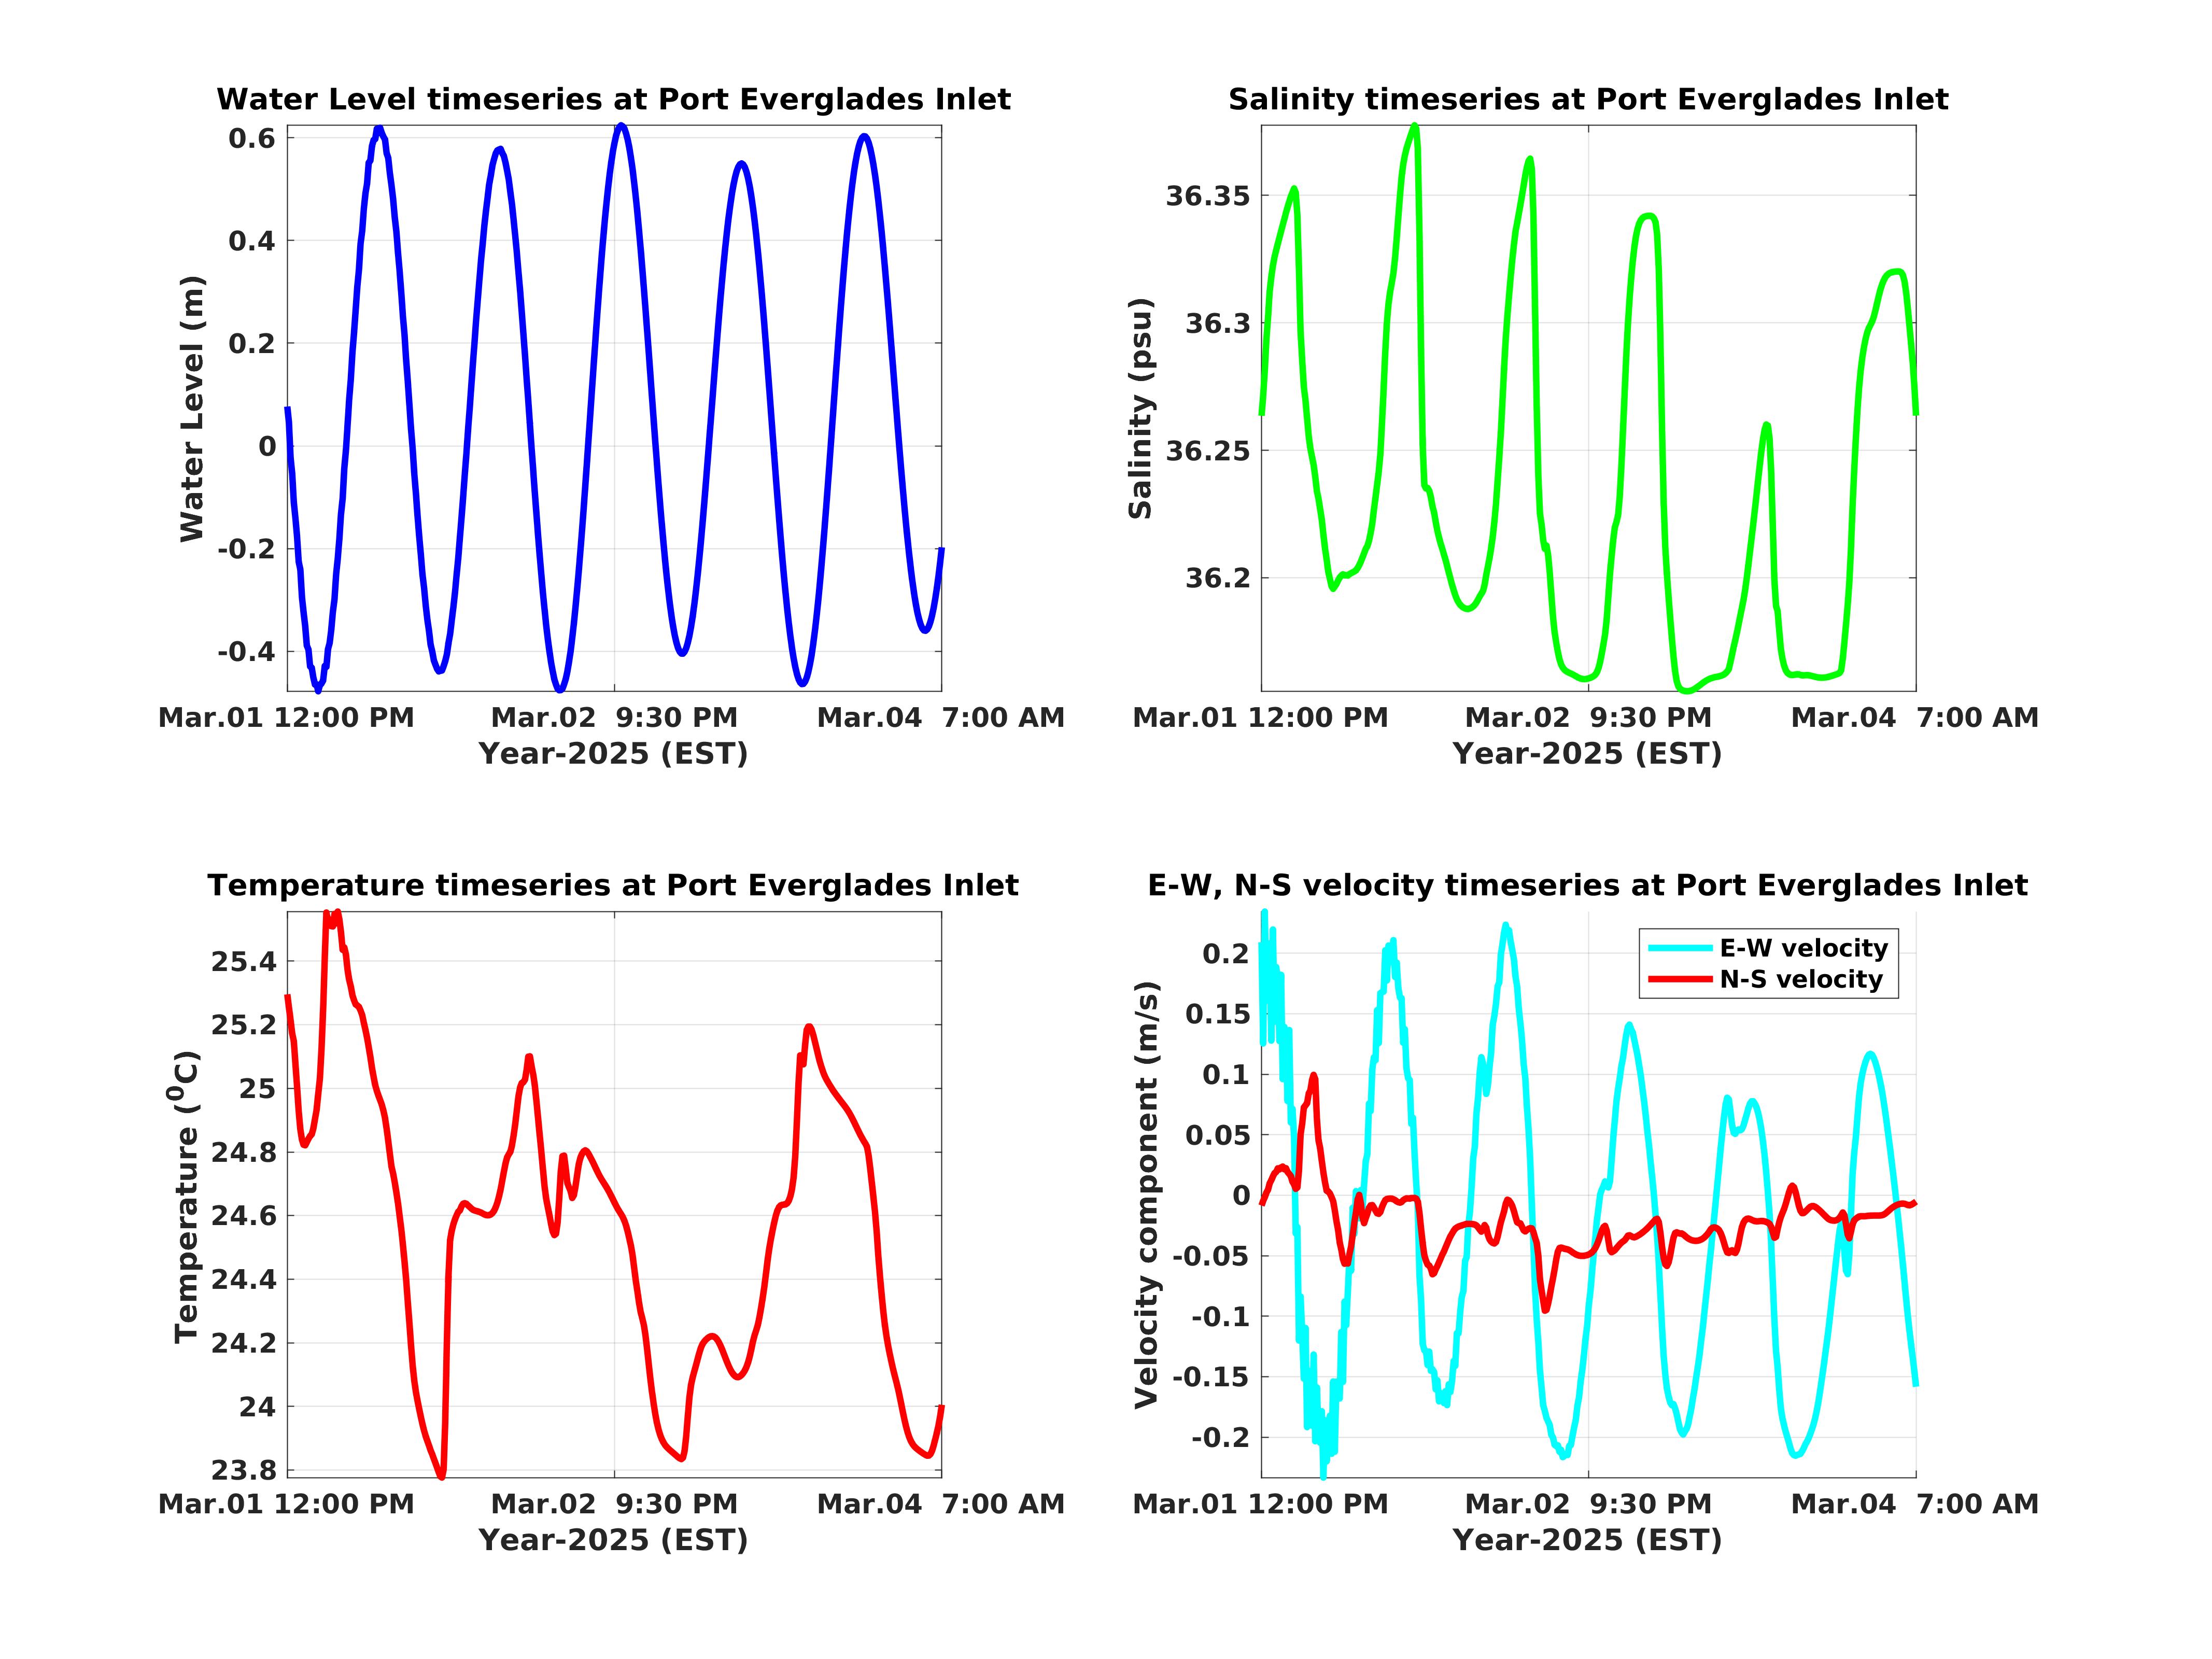 Water Level timeseries at Port Everglades Inlet
0.6
0.4
0.2
0
-0.2
-0.4
Water Level (m)
Mar.01 12:00 PM
Mar.02  9:30 PM
Mar.04  7:00 AM
Year-2025 (EST)
Salinity timeseries at Port Everglades Inlet
36.35
36.3
36.25
36.2
Salinity (psu)
Mar.01 12:00 PM
Mar.02  9:30 PM
Mar.04  7:00 AM
Year-2025 (EST)
Temperature timeseries at Port Everglades Inlet
25.4
25.2
25
24.8
24.6
24.4
24.2
24
23.8
Temperature (⁰C)
Mar.01 12:00 PM
Mar.02  9:30 PM
Mar.04  7:00 AM
Year-2025 (EST)
E-W, N-S velocity timeseries at Port Everglades Inlet
E-W velocity
N-S velocity
0.2
0.15
0.1
0.05
0
-0.05
-0.1
-0.15
-0.2
Velocity component (m/s)
Mar.01 12:00 PM
Mar.02  9:30 PM
Mar.04  7:00 AM
Year-2025 (EST)